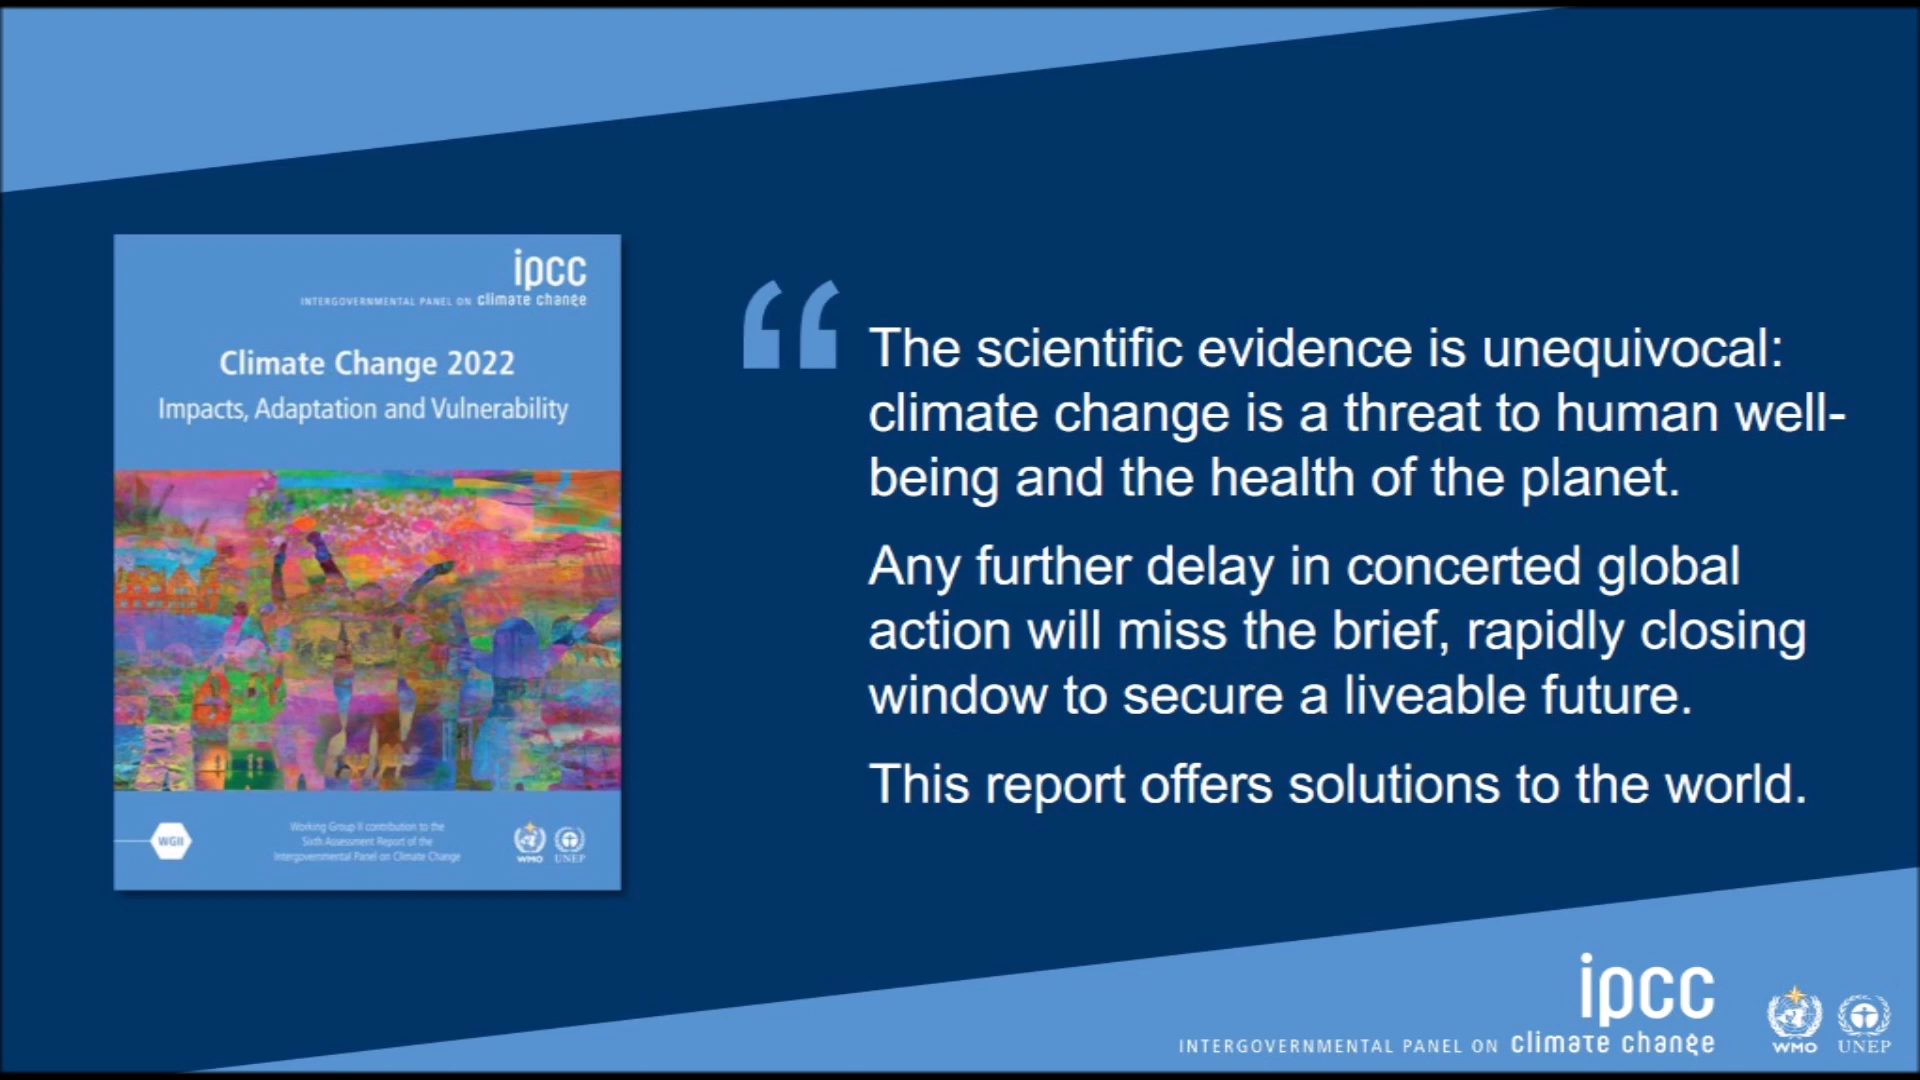 ipcc
INTERGOVERNMENTAL PANEL ON climate change
Climate Change 2022
Impacts, Adaptation and Vulnerability
WGII
Working Group II contribution to the
Sixth Assessment Report of the
Intergovernmental Panel on Climate Change
WMO UNEP
“
The scientific evidence is unequivocal:
climate change is a threat to human well-
being and the health of the planet.
Any further delay in concerted global
action will miss the brief, rapidly closing
window to secure a liveable future.
This report offers solutions to the world.
ipcc
INTERGOVERNMENTAL PANEL ON climate change
WMO UNEP